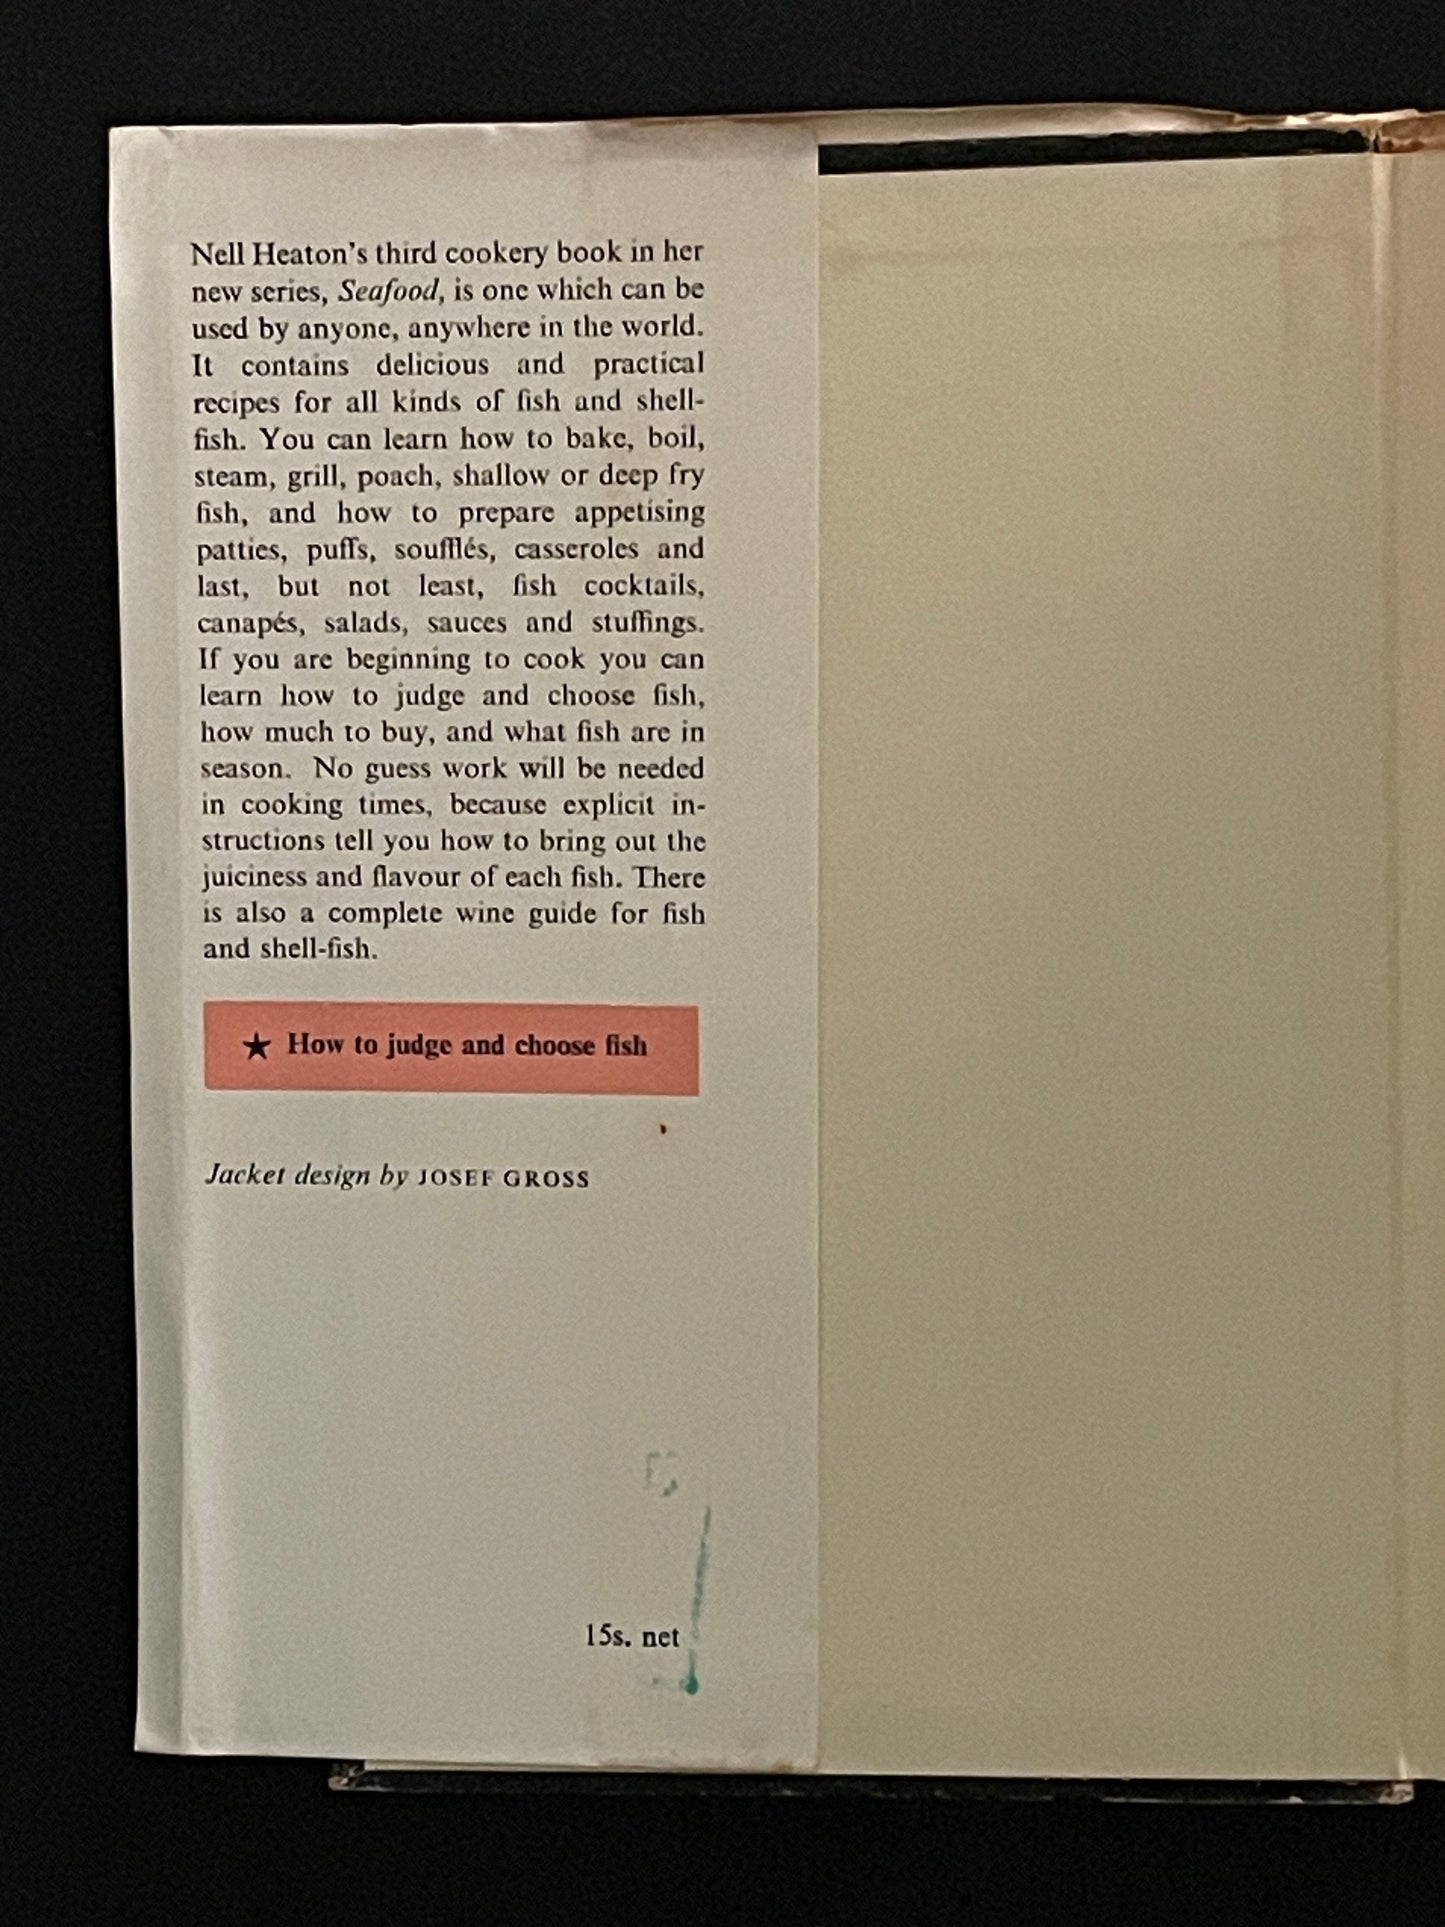 Nell Heaton's third cookery book in her
new series, Seafood, is one which can be
used by anyone, anywhere in the world.
It contains delicious and practical
recipes for all kinds of fish and shell-
fish. You can learn how to bake, boil,
steam, grill, poach, shallow or deep fry
fish, and how to prepare appetising
patties, puffs, soufflés, casseroles and
last, but not least, fish cocktails,
canapés, salads, sauces and stuffings.
If you are beginning to cook you can
learn how to judge and choose fish,
how much to buy, and what fish are in
season. No guess work will be needed
in cooking times, because explicit in-
structions tell you how to bring out the
juiciness and flavour of each fish. There
is also a complete wine guide for fish
and shell-fish.
★ How to judge and choose fish
Jacket design by JOSEF GROSS
15s. net